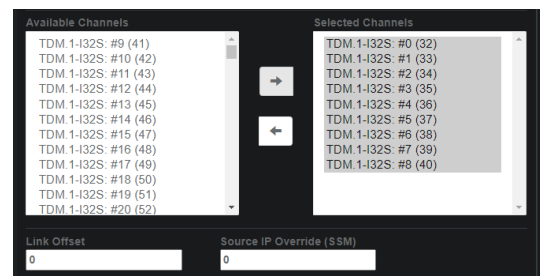 Available Channels
TDM.1-I32S: #9 (41)
TDM.1-I32S: #10 (42)
TDM.1-I32S: #11 (43)
TDM.1-I32S: #12 (44)
TDM.1-I32S: #13 (45)
TDM.1-I32S: #14 (46)
TDM.1-I32S: #15 (47)
TDM.1-I32S: #16 (48)
TDM.1-I32S: #17 (49)
TDM.1-I32S: #18 (50)
TDM.1-I32S: #19 (51)
TDM.1-I32S: #20 (52)
Selected Channels
TDM.1-I32S: #0 (32)
TDM.1-I32S: #1 (33)
TDM.1-I32S: #2 (34)
TDM.1-I32S: #3 (35)
TDM.1-I32S: #4 (36)
TDM.1-I32S: #5 (37)
TDM.1-I32S: #6 (38)
TDM.1-I32S: #7 (39)
TDM.1-I32S: #8 (40)
Link Offset
0
Source IP Override (SSM)
0